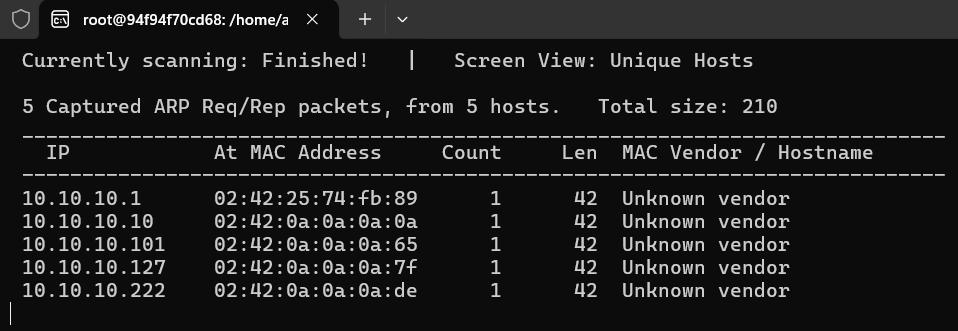 root@94f94f70cd68: /home/a
Currently scanning: Finished!   |   Screen View: Unique Hosts
5 Captured ARP Req/Rep packets, from 5 hosts.   Total size: 210
_____________________________________________________________________________
  IP            At MAC Address     Count     Len  MAC Vendor / Hostname
-----------------------------------------------------------------------------
10.10.10.1      02:42:25:74:fb:89      1      42  Unknown vendor
10.10.10.10     02:42:0a:0a:0a:0a      1      42  Unknown vendor
10.10.10.101    02:42:0a:0a:0a:65      1      42  Unknown vendor
10.10.10.127    02:42:0a:0a:0a:7f      1      42  Unknown vendor
10.10.10.222    02:42:0a:0a:0a:de      1      42  Unknown vendor